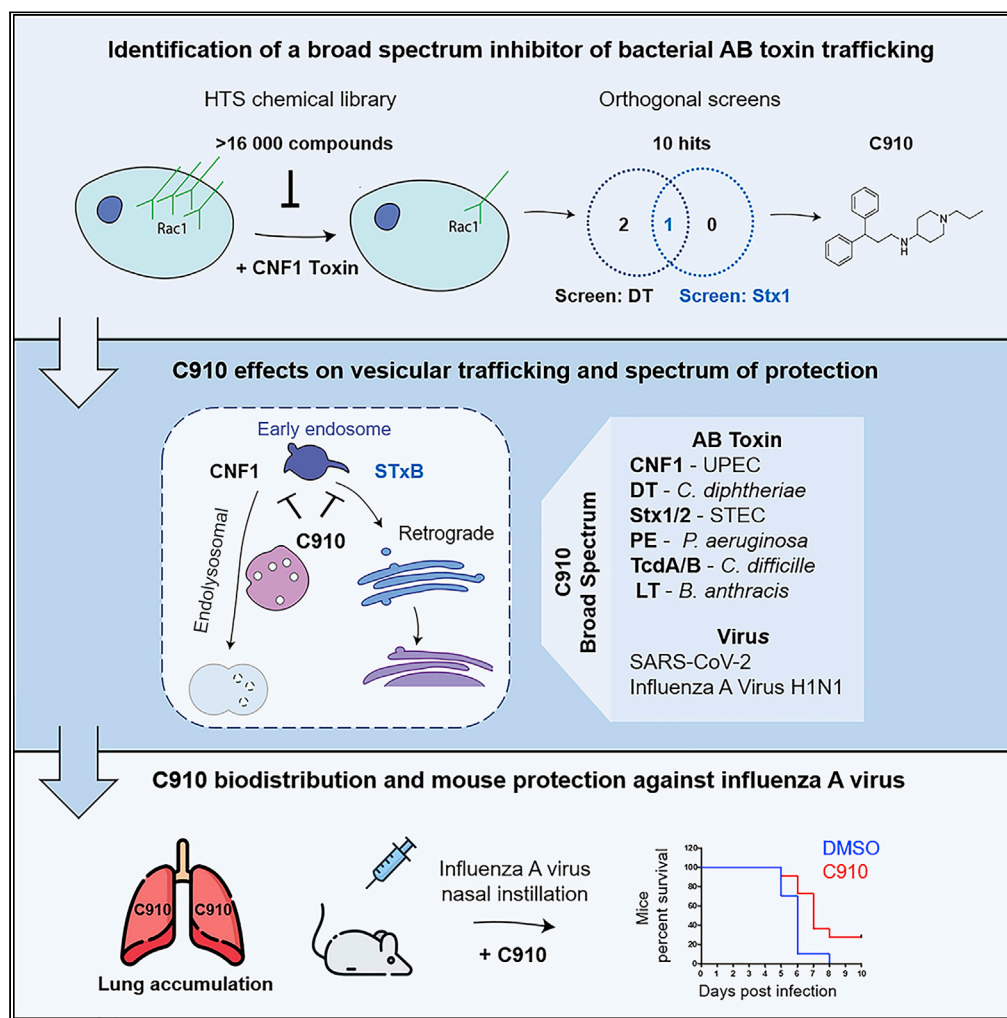 Identification of a broad spectrum inhibitor of bacterial AB toxin trafficking
HTS chemical library
Orthogonal screens
>16 000 compounds
10 hits
C910
Rac1
+ CNF1 Toxin
Rac1
2
1
0
Screen: DT
Screen: Stx1
N
N
H
C910 effects on vesicular trafficking and spectrum of protection
Early endosome
CNF1
STxB
C910
Endolysosomal
Retrograde
C910
Broad Spectrum
AB Toxin
CNF1 - UPEC
DT - C. diphtheriae
Stx1/2 - STEC
PE - P. aeruginosa
TcdA/B - C. difficille
LT - B. anthracis
Virus
SARS-CoV-2
Influenza A Virus H1N1
C910 biodistribution and mouse protection against influenza A virus
C910
C910
Lung accumulation
Influenza A virus
nasal instillation
+ C910
DMSO
C910
Mice
percent survival
120
100
80
60
40
20
0
0 1 2 3 4 5 6 7 8 9 10
Days post infection